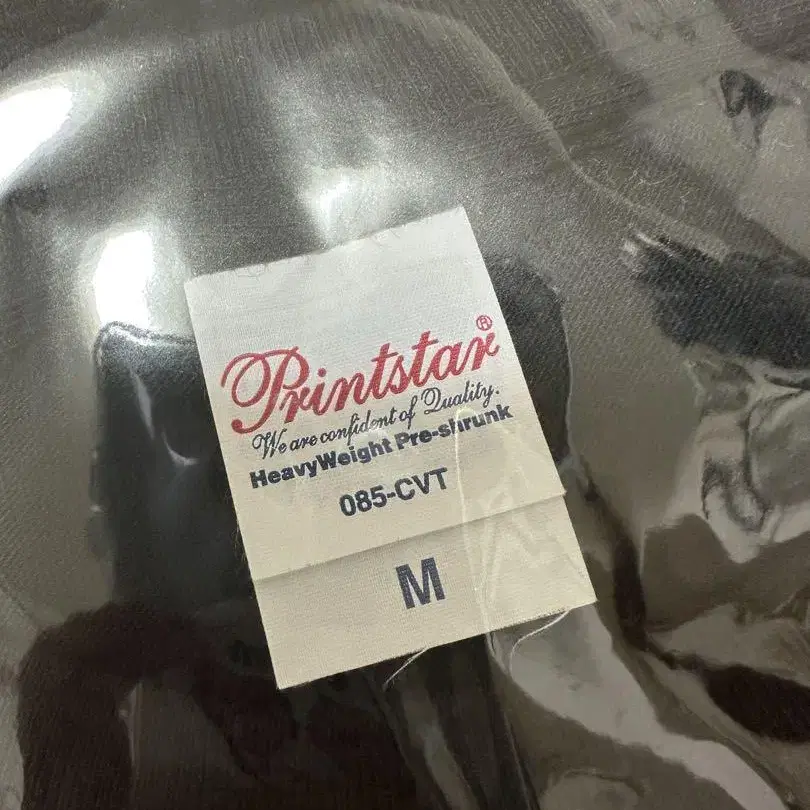 Printstar®
We are confident of Quality.
HeavyWeight Pre-shrunk
085-CVT
M